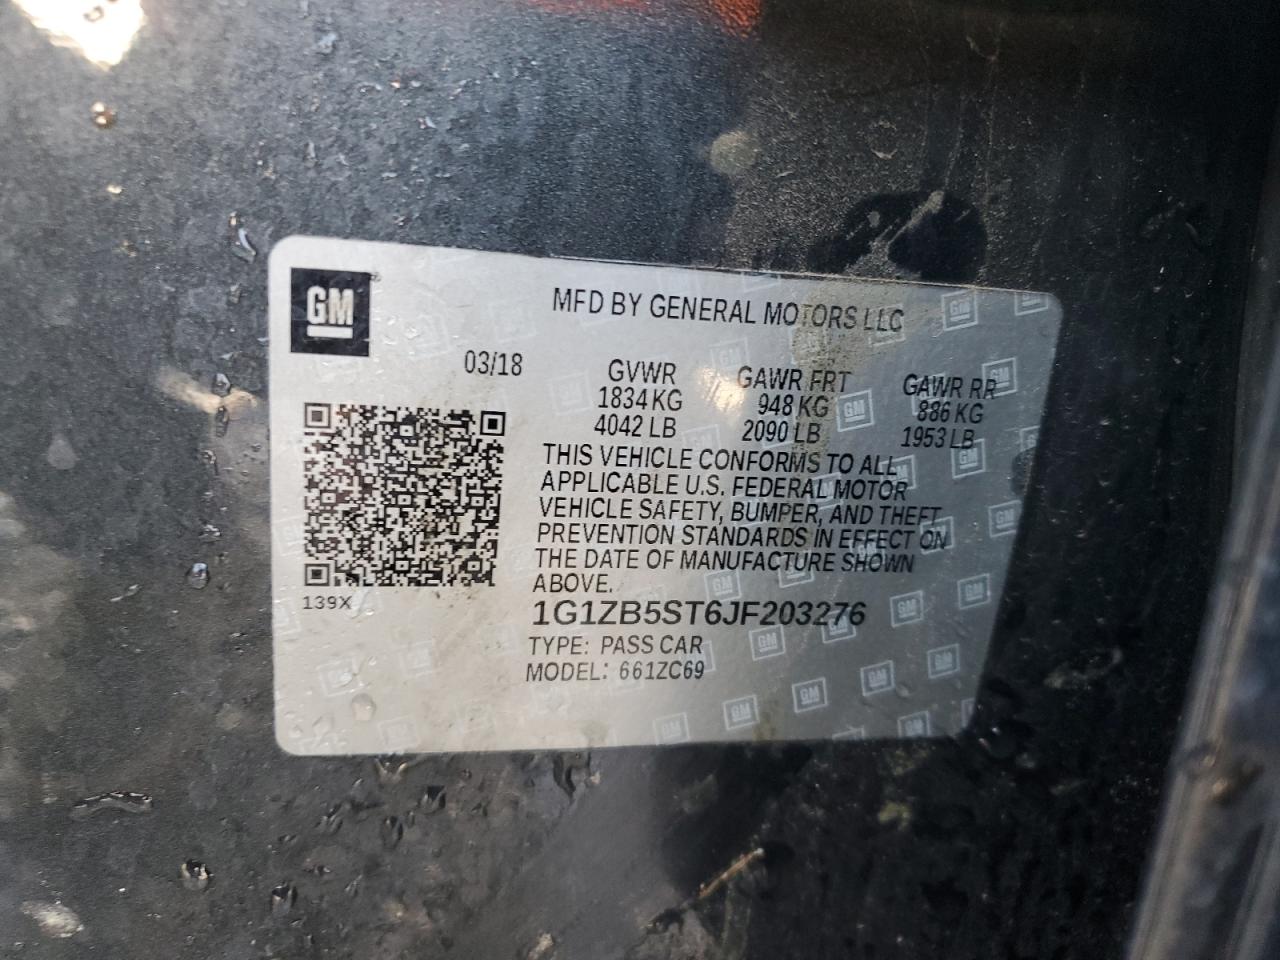 GM
MFD BY GENERAL MOTORS LLC
03/18
GVWR GAWR FRT GAWR RR
1834 KG 948 KG 886 KG
4042 LB 2090 LB 1953 LB
THIS VEHICLE CONFORMS TO ALL
APPLICABLE U.S. FEDERAL MOTOR
VEHICLE SAFETY, BUMPER, AND THEFT
PREVENTION STANDARDS IN EFFECT ON
THE DATE OF MANUFACTURE SHOWN
ABOVE.
139X
1G1ZB5ST6JF203276
TYPE: PASS CAR
MODEL: 661ZC69